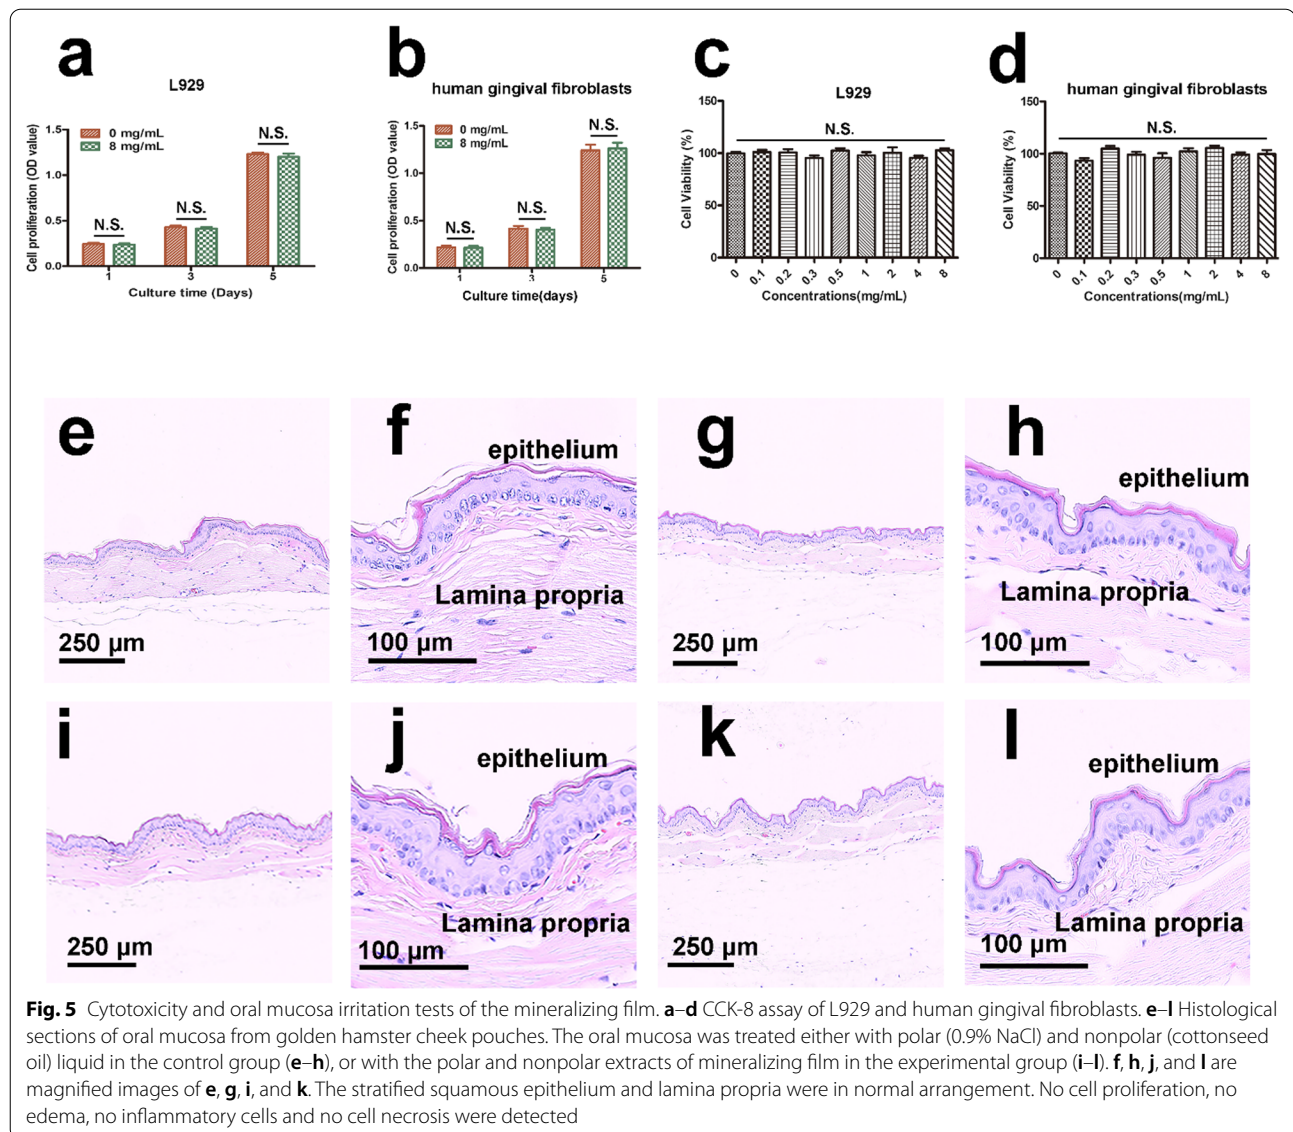 a
L929
0 mg/mL
8 mg/mL
Cell proliferation (OD value)
1.5
1.0
0.5
0.0
N.S.
N.S.
N.S.
1
3
5
Culture time (Days)
b
human gingival fibroblasts
0 mg/mL
8 mg/mL
Cell proliferation (OD value)
1.5
1.0
0.5
0.0
N.S.
N.S.
N.S.
1
3
5
Culture time(days)
c
L929
Cell Viability (%)
150
100
50
0
N.S.
0
0.1
0.2
0.3
0.5
1
2
4
8
Concentrations(mg/mL)
d
human gingival fibroblasts
Cell Viability (%)
150
100
50
0
N.S.
0
0.1
0.2
0.3
0.5
1
2
4
8
Concentrations(mg/mL)
e
250 µm
f
epithelium
Lamina propria
100 µm
g
250 µm
h
epithelium
Lamina propria
100 µm
i
250 µm
j
epithelium
Lamina propria
100 µm
k
250 µm
l
epithelium
Lamina propria
100 µm
Fig. 5 Cytotoxicity and oral mucosa irritation tests of the mineralizing film. a–d CCK-8 assay of L929 and human gingival fibroblasts. e–l Histological
sections of oral mucosa from golden hamster cheek pouches. The oral mucosa was treated either with polar (0.9% NaCl) and nonpolar (cottonseed
oil) liquid in the control group (e–h), or with the polar and nonpolar extracts of mineralizing film in the experimental group (i–l). f, h, j, and l are
magnified images of e, g, i, and k. The stratified squamous epithelium and lamina propria were in normal arrangement. No cell proliferation, no
edema, no inflammatory cells and no cell necrosis were detected